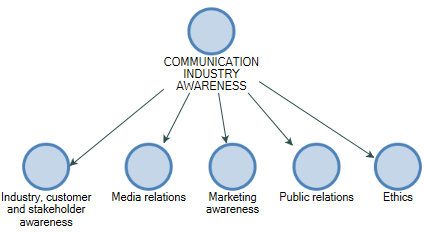 COMMUNICATION
INDUSTRY
AWARENESS
Industry, customer
and stakeholder
awareness
Media relations
Marketing
awareness
Public relations
Ethics